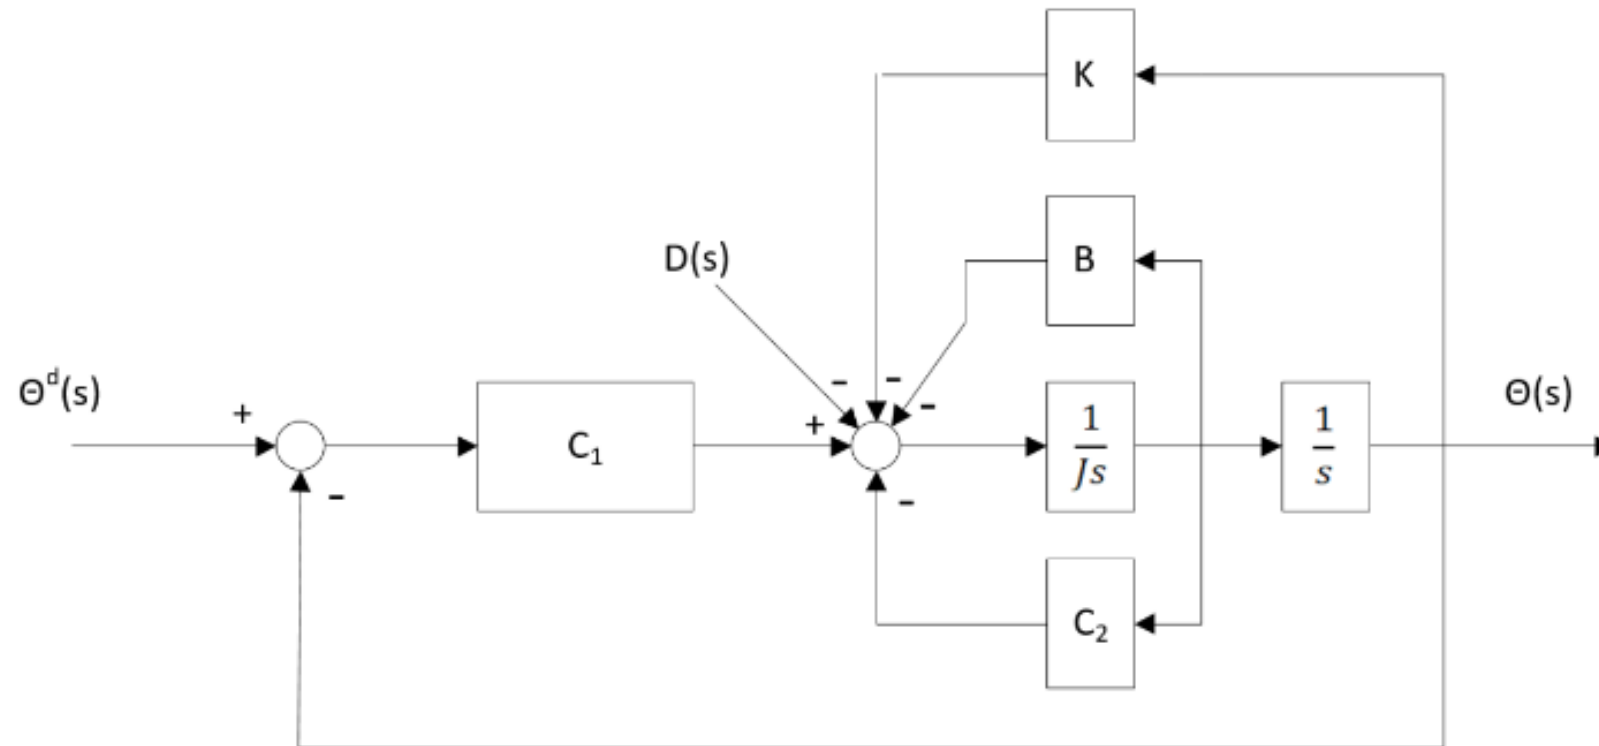 K
D(s)
B
Θᵈ(s)
+
+
-
-
-
-
-
C₁
1
Js
1
s
Θ(s)
C₂